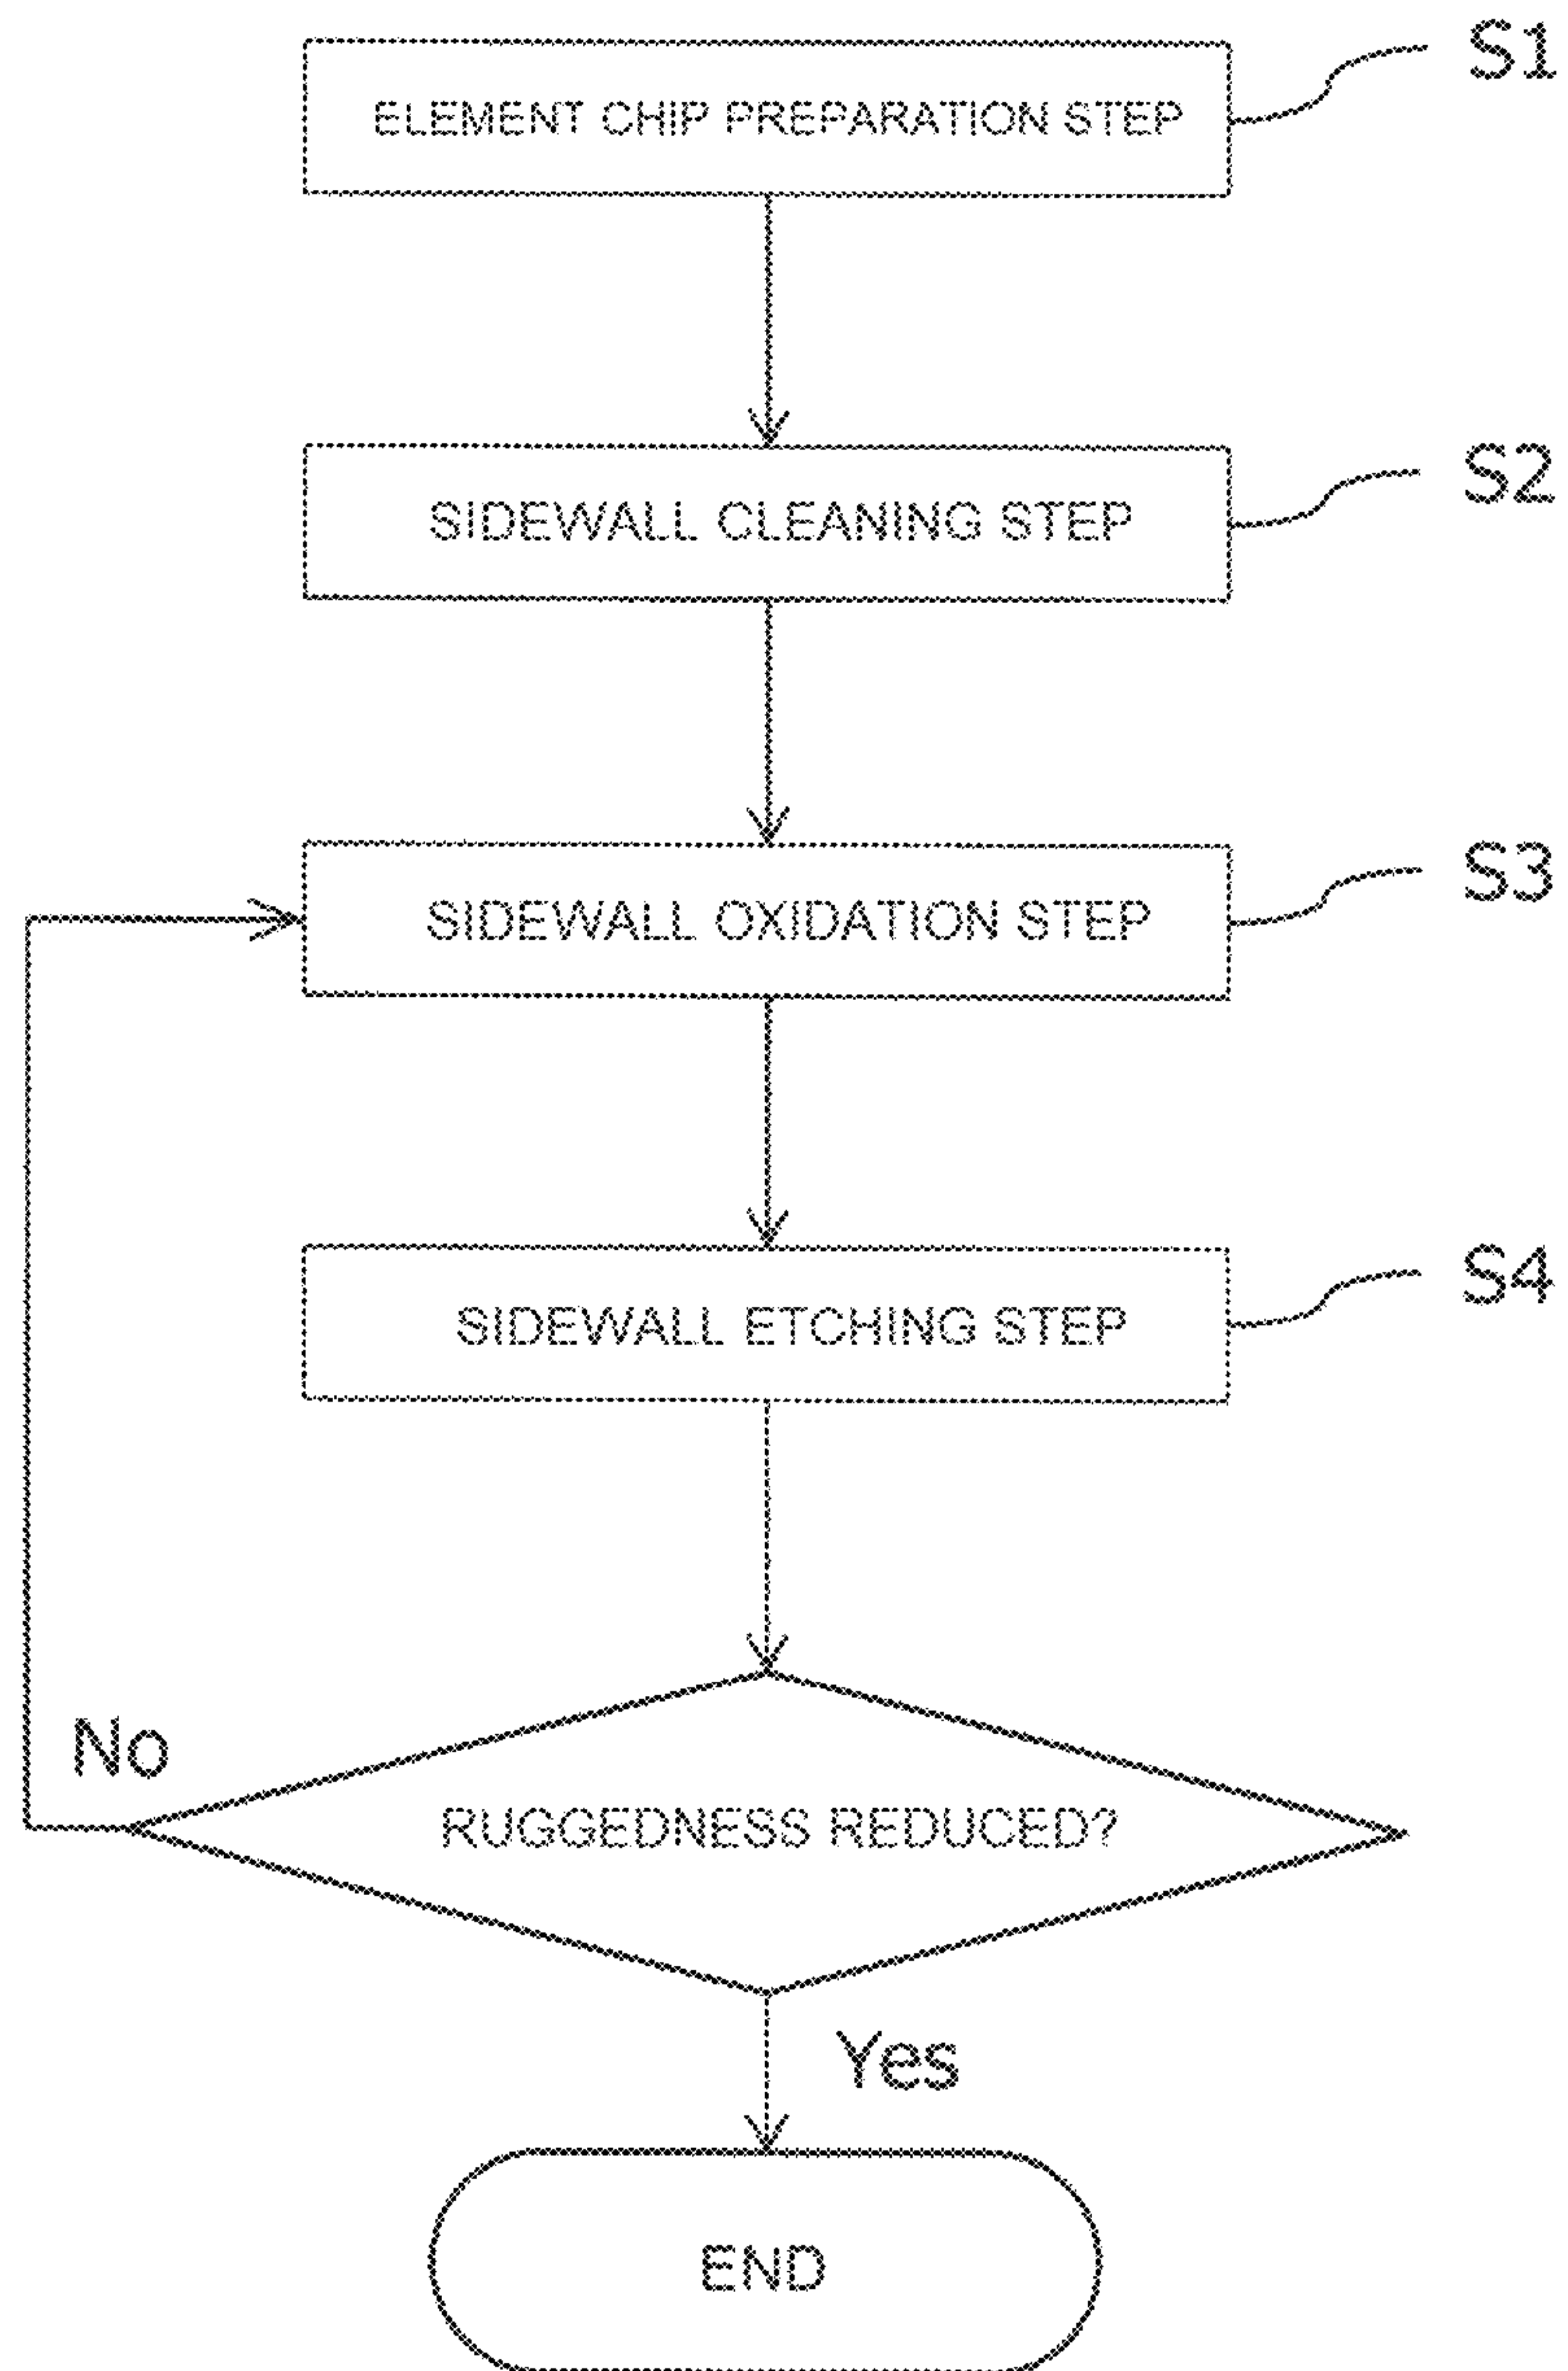 ELEMENT CHIP PREPARATION STEP
S1
SIDEWALL CLEANING STEP
S2
SIDEWALL OXIDATION STEP
S3
SIDEWALL ETCHING STEP
S4
No
RUGGEDNESS REDUCED?
Yes
END